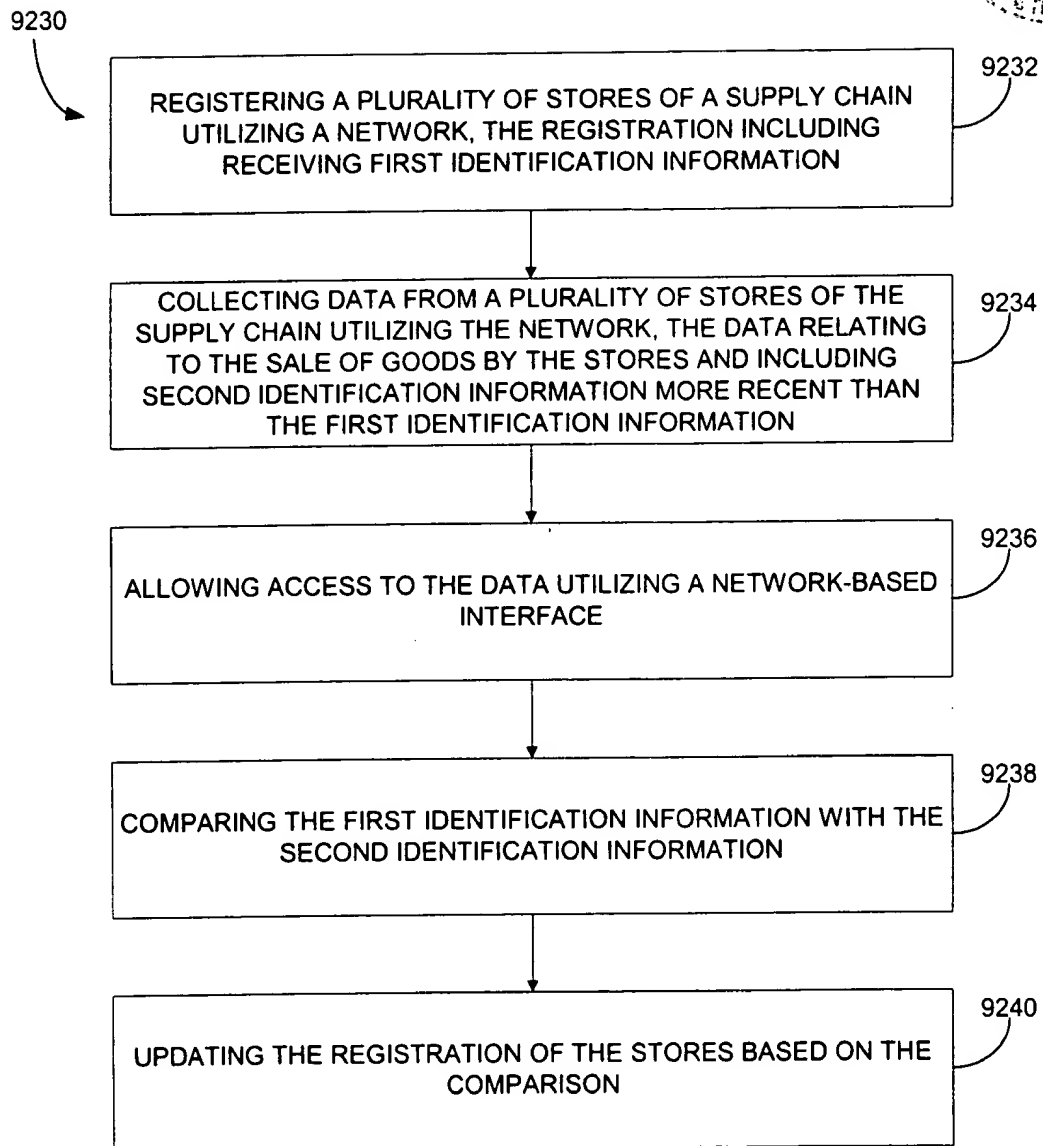 9230
9232
REGISTERING A PLURALITY OF STORES OF A SUPPLY CHAIN
UTILIZING A NETWORK, THE REGISTRATION INCLUDING
RECEIVING FIRST IDENTIFICATION INFORMATION
9234
COLLECTING DATA FROM A PLURALITY OF STORES OF THE
SUPPLY CHAIN UTILIZING THE NETWORK, THE DATA RELATING
TO THE SALE OF GOODS BY THE STORES AND INCLUDING
SECOND IDENTIFICATION INFORMATION MORE RECENT THAN
THE FIRST IDENTIFICATION INFORMATION
9236
ALLOWING ACCESS TO THE DATA UTILIZING A NETWORK-BASED
INTERFACE
9238
COMPARING THE FIRST IDENTIFICATION INFORMATION WITH THE
SECOND IDENTIFICATION INFORMATION
9240
UPDATING THE REGISTRATION OF THE STORES BASED ON THE
COMPARISON